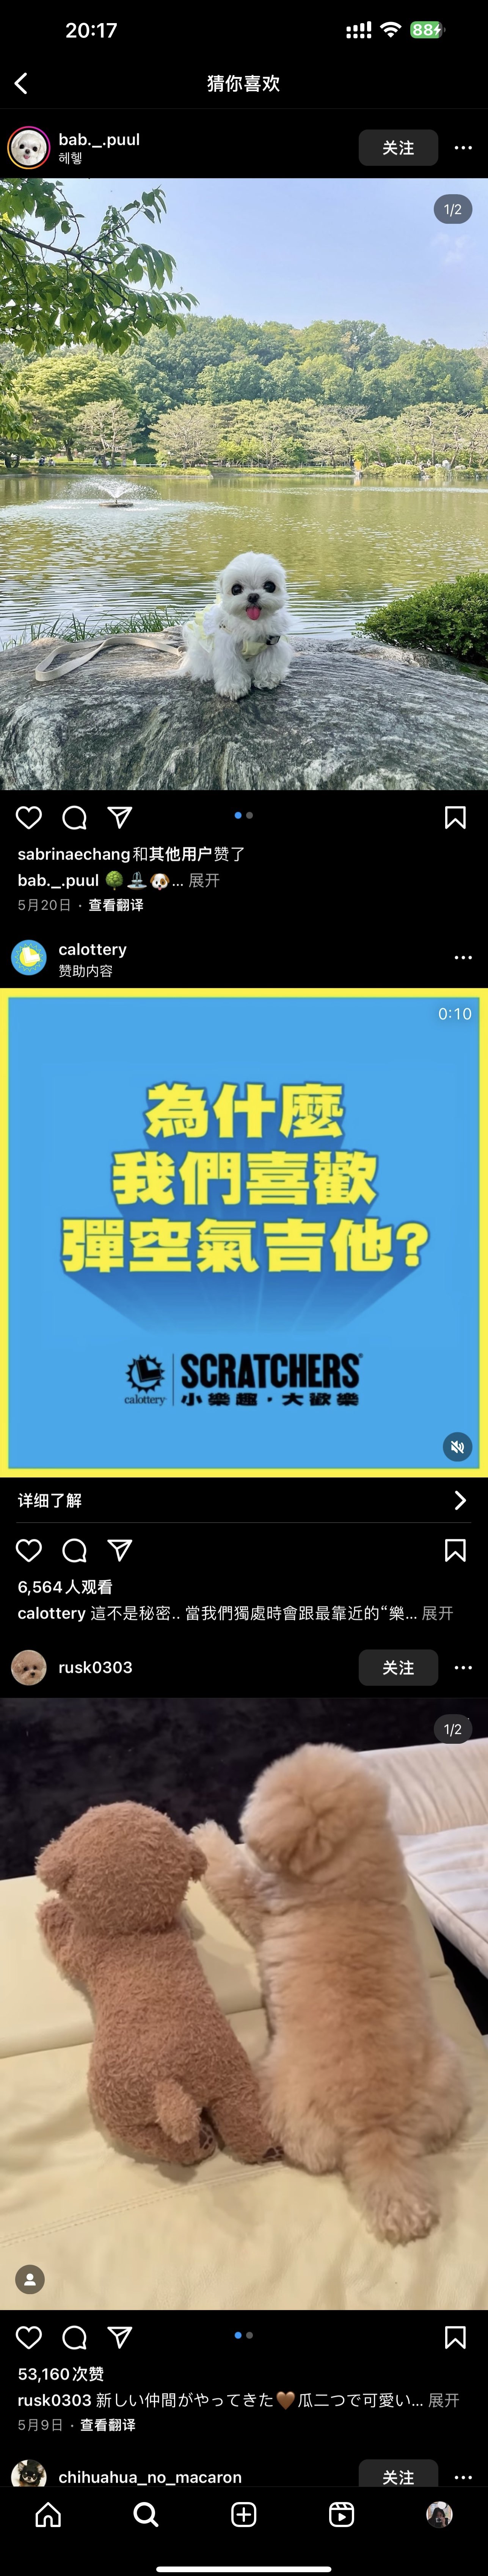 20:17
88
猜你喜欢
bab._.puul
헤헿
关注
1/2
sabrinaechang和其他用户赞了
bab._.puul 🌳⛲🐶... 展开
5月20日 · 查看翻译
calottery
赞助内容
0:10
為什麼
我們喜歡
彈空氣吉他?
calottery
SCRATCHERS®
小樂趣·大歡樂
详细了解
6,564人观看
calottery 這不是秘密.. 當我們獨處時會跟最靠近的“樂... 展开
rusk0303
关注
1/2
53,160次赞
rusk0303 新しい仲間がやってきた🤎瓜二つで可愛い... 展开
5月9日 · 查看翻译
chihuahua_no_macaron
关注